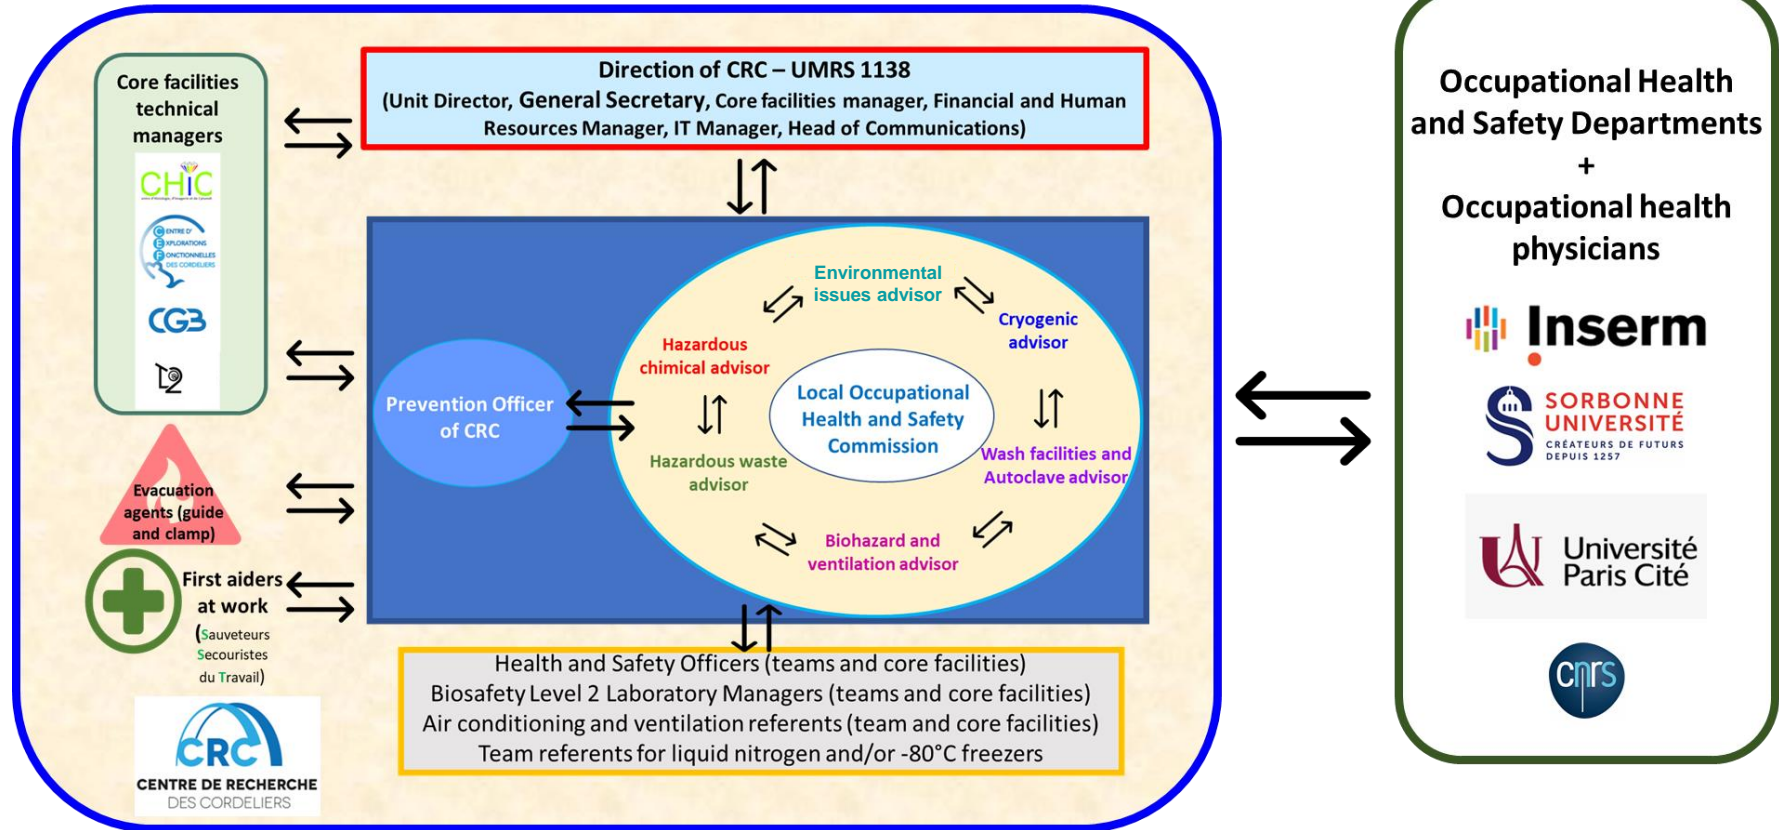 Core facilities
technical
managers
CHiC
CENTRE D'
EXPLORATIONS
FONCTIONNELLES
DES CORDELIERS
CGB
Direction of CRC – UMRS 1138
(Unit Director, General Secretary, Core facilities manager, Financial and Human
Resources Manager, IT Manager, Head of Communications)
Prevention Officer
of CRC
Environmental
issues advisor
Cryogenic
advisor
Hazardous
chimical advisor
Local Occupational
Health and Safety
Commission
Hazardous waste
advisor
Wash facilities and
Autoclave advisor
Biohazard and
ventilation advisor
Evacuation
agents (guide
and clamp)
First aiders
at work
(Sauveteurs
Secouristes
du Travail)
CRC
CENTRE DE RECHERCHE
DES CORDELIERS
Health and Safety Officers (teams and core facilities)
Biosafety Level 2 Laboratory Managers (teams and core facilities)
Air conditioning and ventilation referents (team and core facilities)
Team referents for liquid nitrogen and/or -80°C freezers
Occupational Health
and Safety Departments
+
Occupational health
physicians
Inserm
SORBONNE
UNIVERSITÉ
CRÉATEURS DE FUTURS
DEPUIS 1257
Université
Paris Cité
cnrs